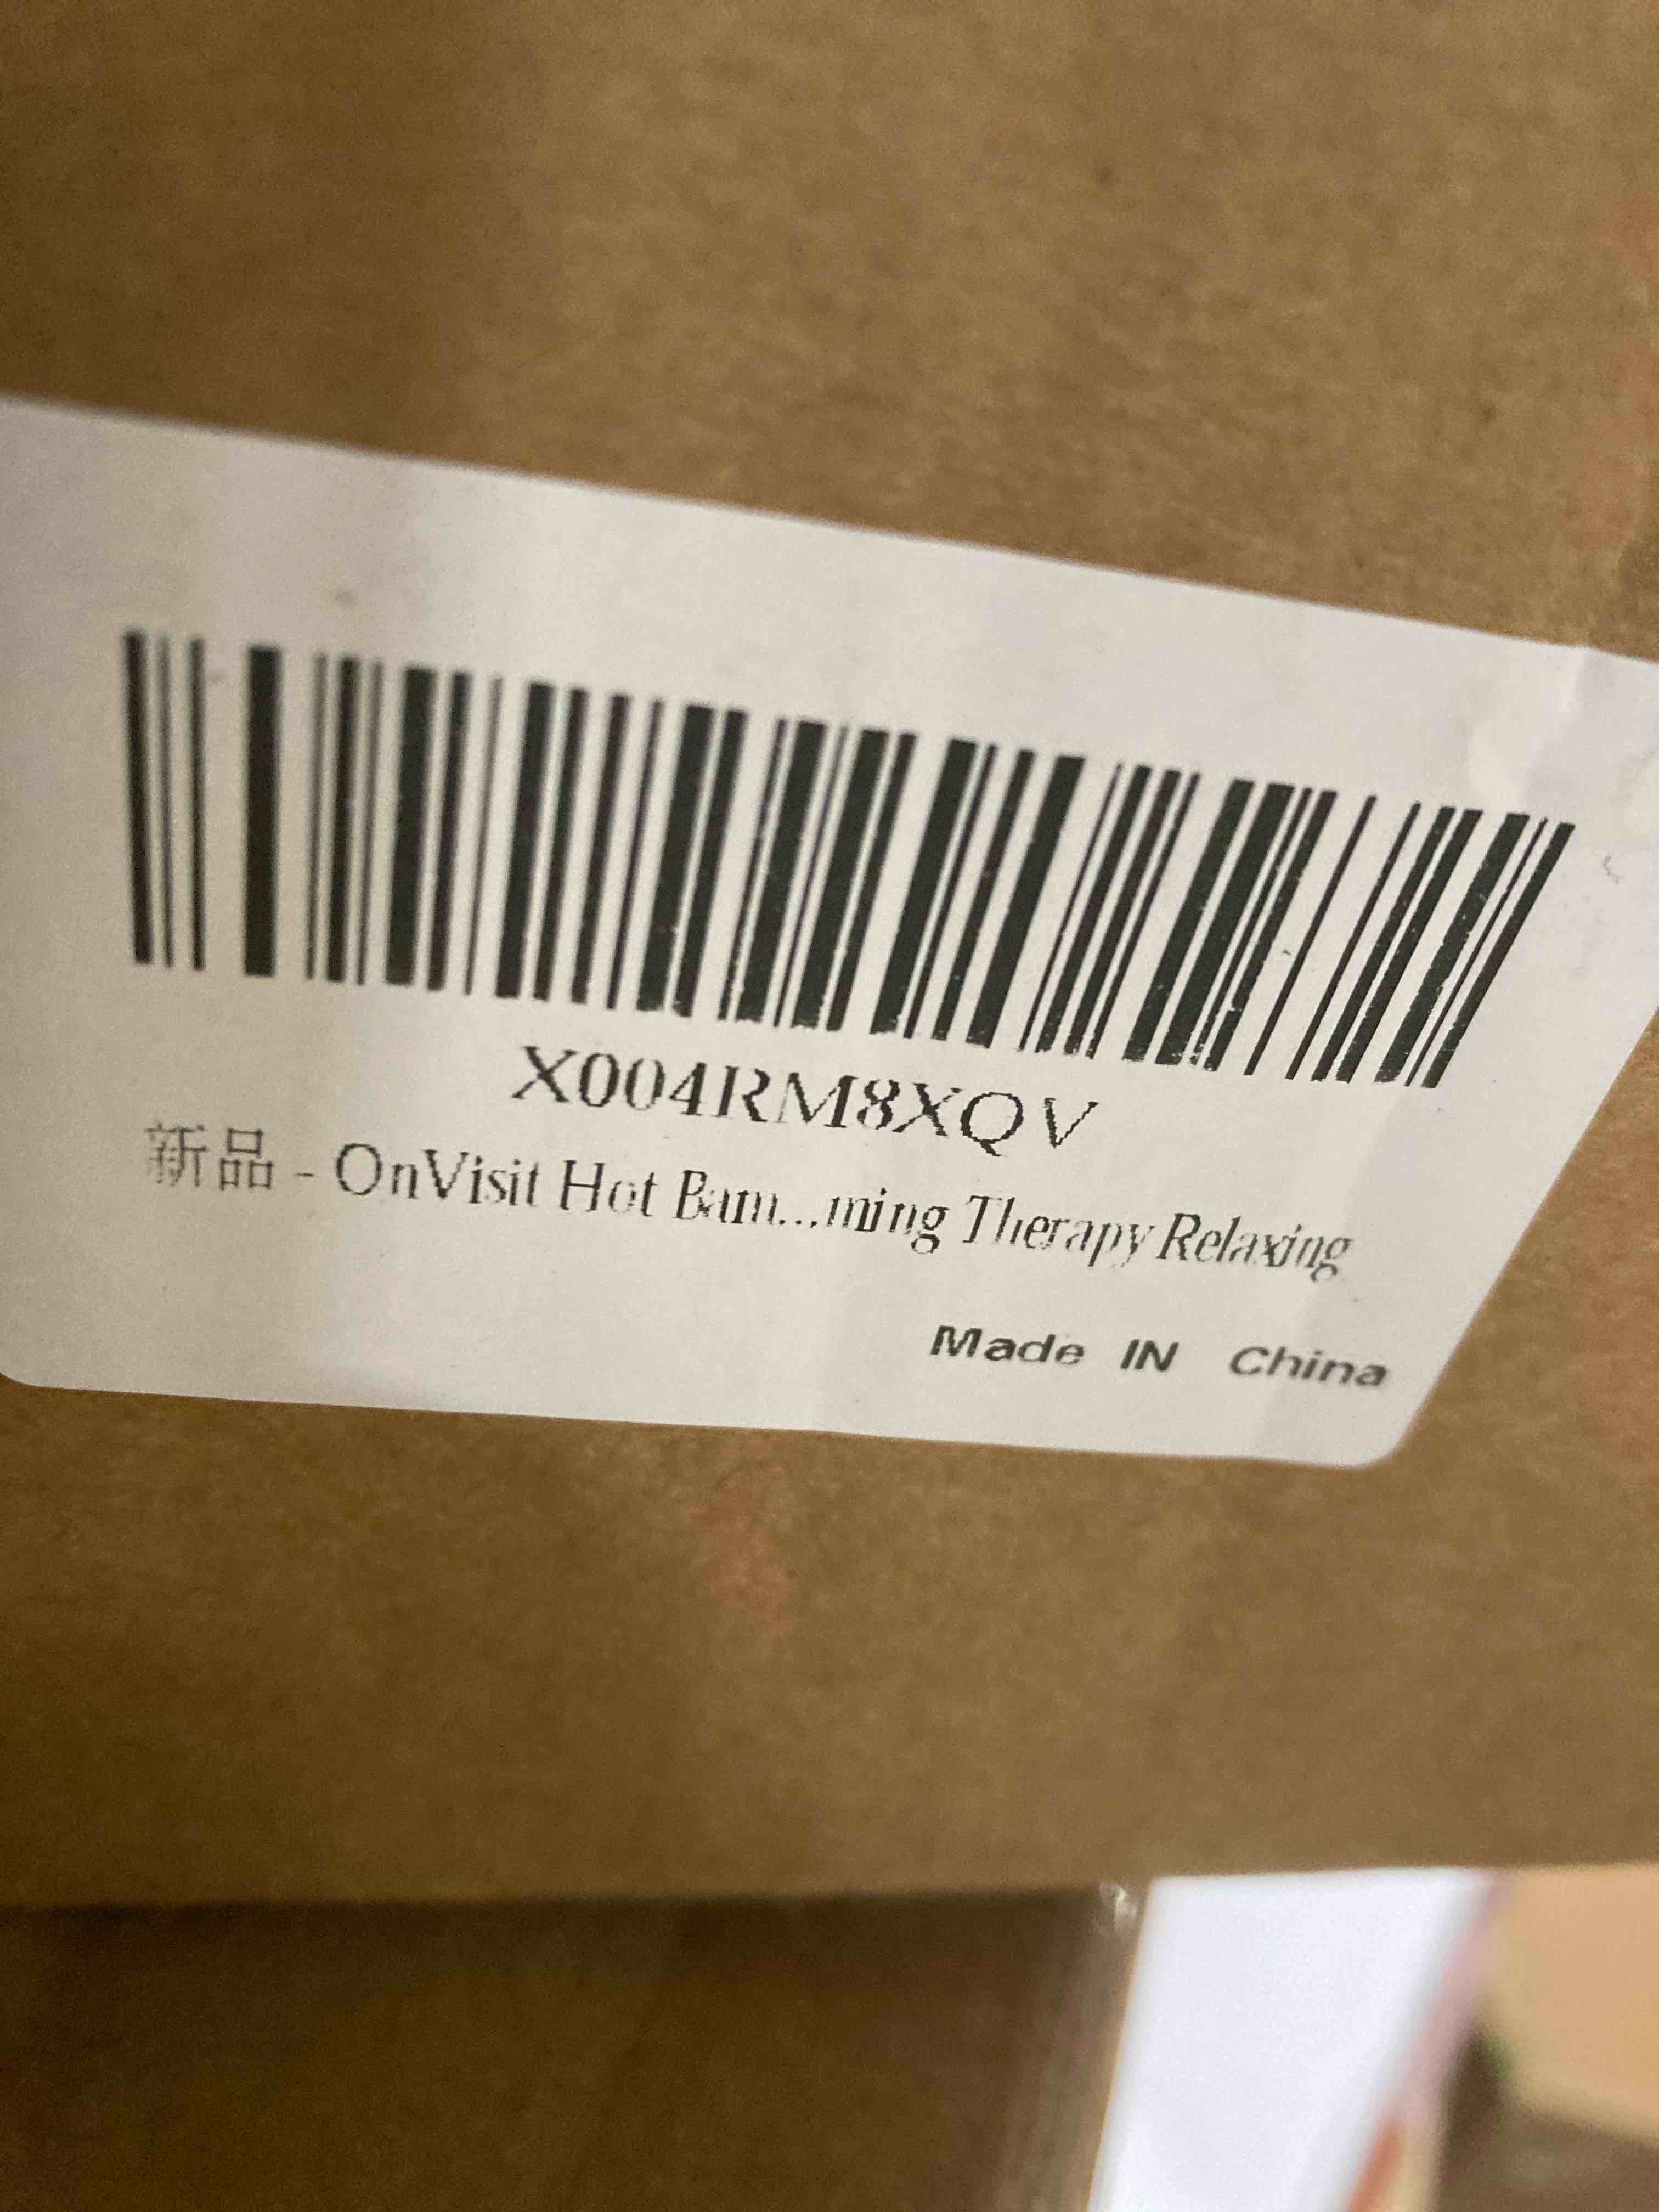 X004RM8XQV
新品 - OnVisit Hot Bam...ming Therapy Relaxing
Made IN China